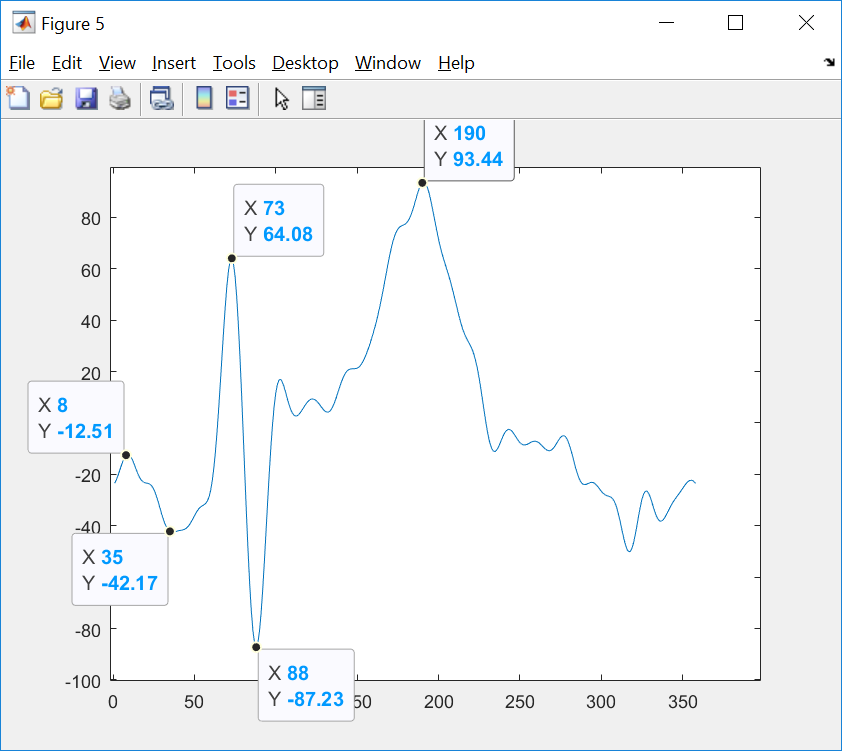 Figure 5
File Edit View Insert Tools Desktop Window Help
X 190
Y 93.44
X 73
Y 64.08
80
60
40
20
X 8
Y -12.51
-20
-40
X 35
Y -42.17
-80
X 88
Y -87.23
-100
0 50 50 200 250 300 350